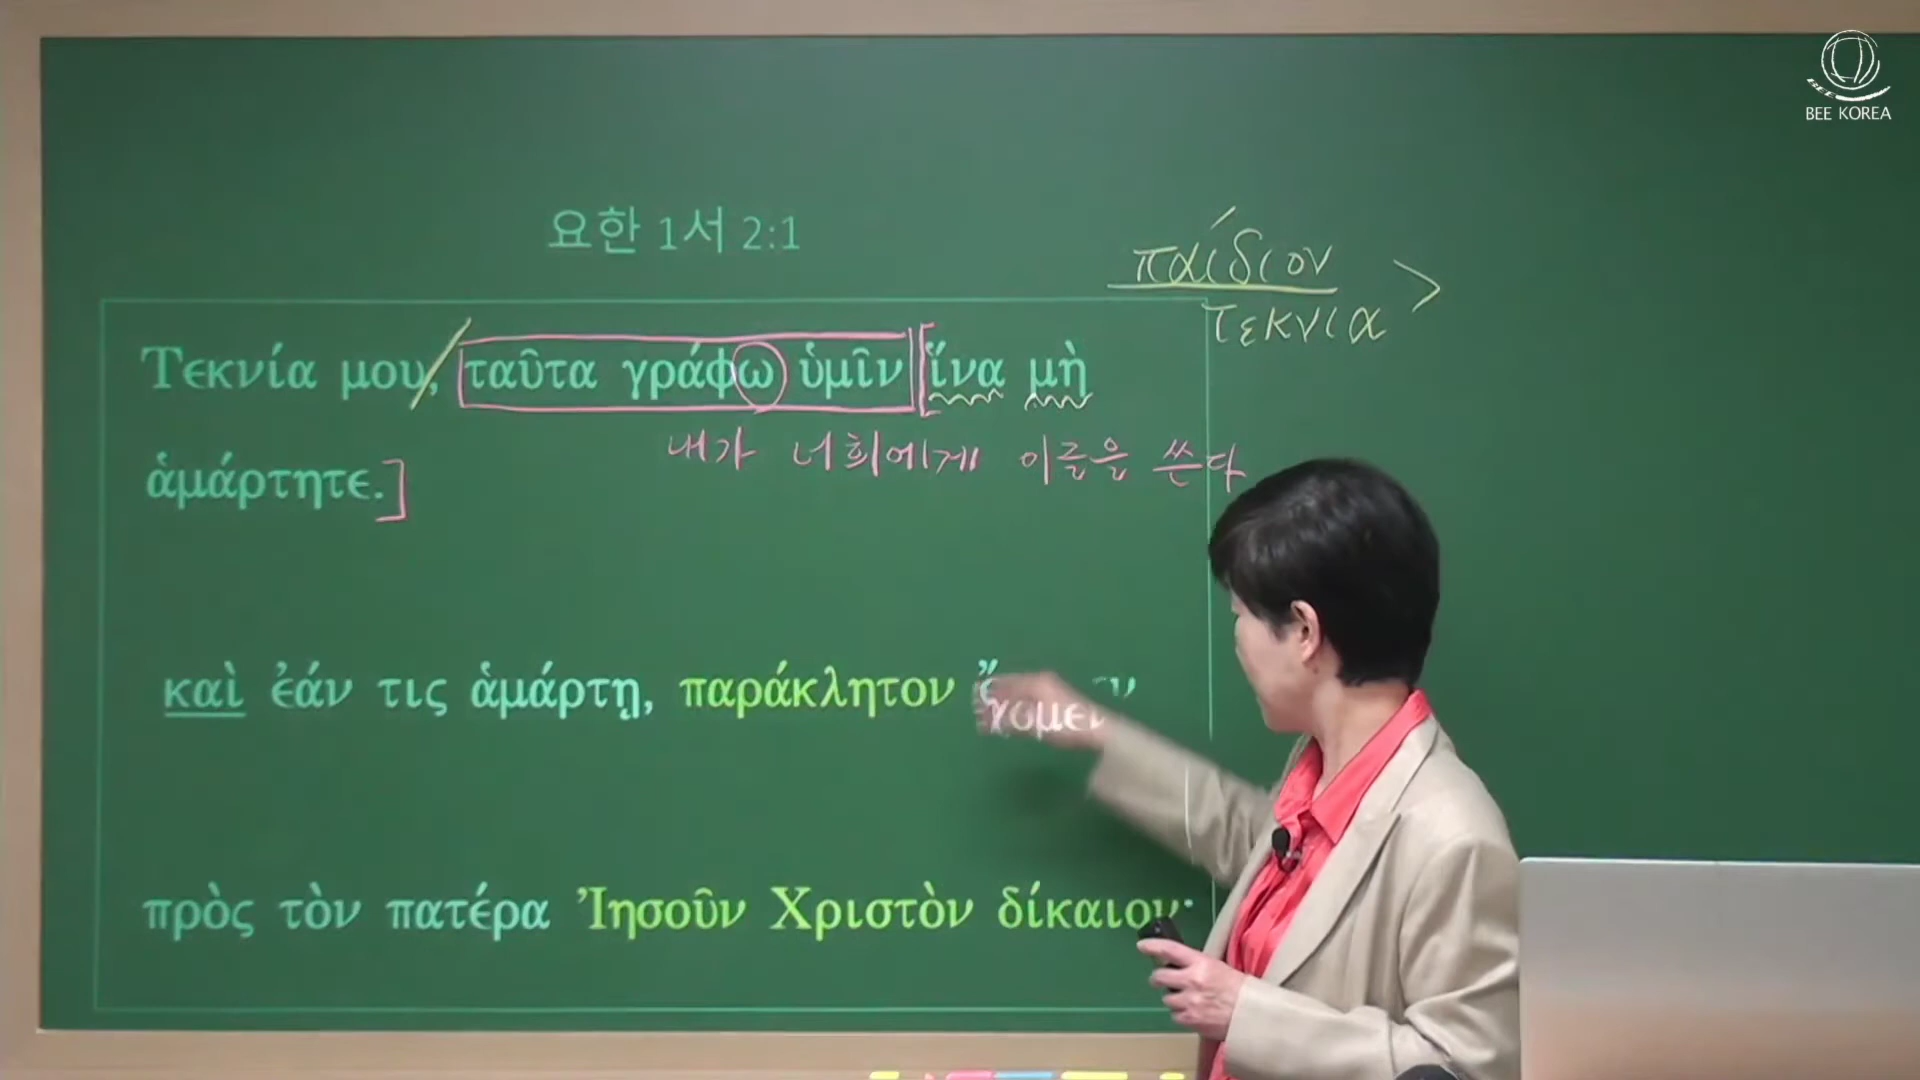 BEE KOREA
요한 1서 2:1
παίδιον
τεκνία
Τεκνία μου, ταῦτα γράφω ὑμῖν ἵνα μὴ
내가 너희에게 이글을 쓴다
ἁμάρτητε.
καὶ ἐάν τις ἁμάρτῃ, παράκλητον
πρὸς τὸν πατέρα Ἰησοῦν Χριστὸν δίκαιον·